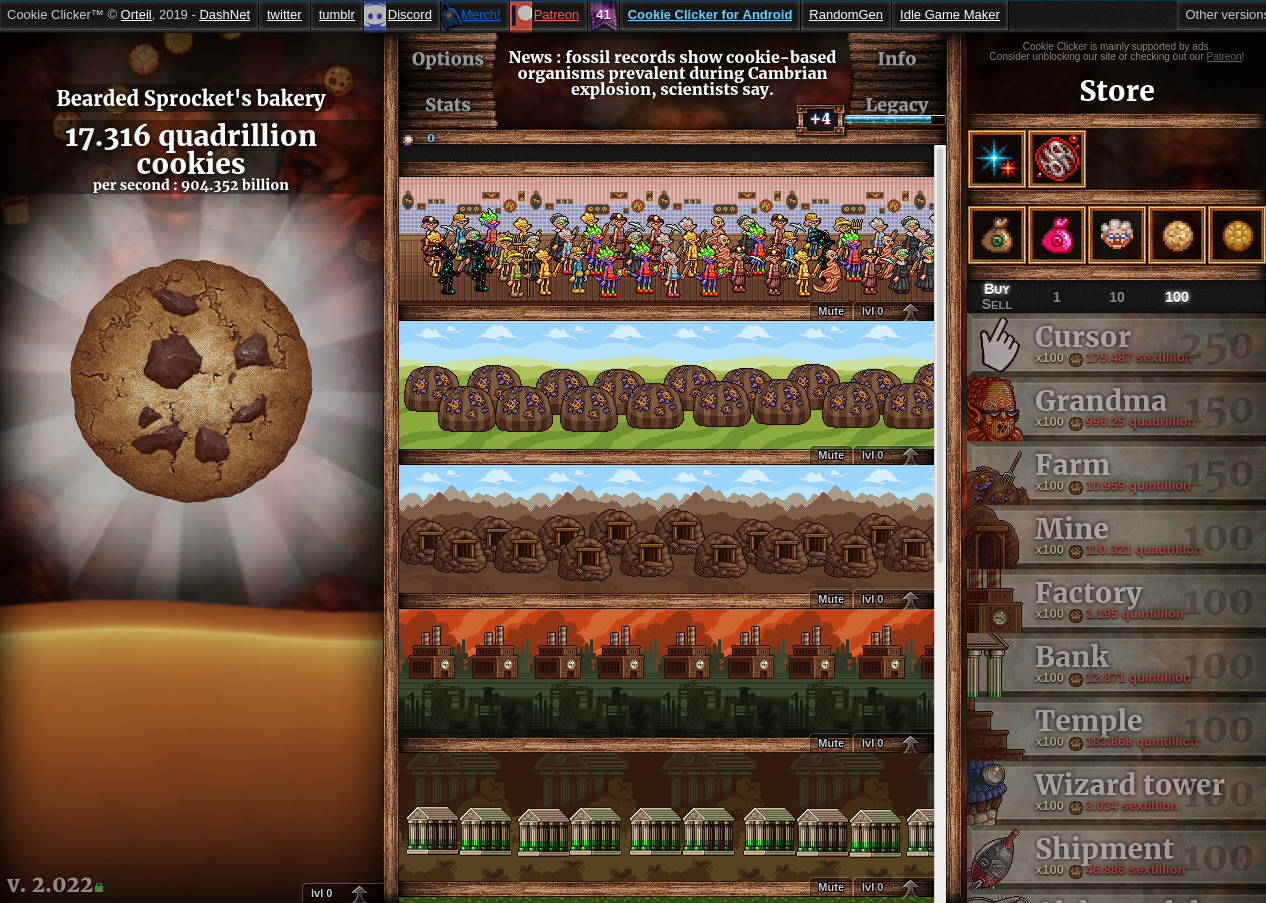 Cookie Clicker™ © Orteil, 2019 - DashNet
twitter
tumblr
Discord
Merch!
Patreon
41
Cookie Clicker for Android
RandomGen
Idle Game Maker
Other versions
Bearded Sprocket's bakery
17.316 quadrillion
cookies
per second : 904.352 billion
v. 2.022
lvl 0
Options
Stats
News : fossil records show cookie-based
organisms prevalent during Cambrian
explosion, scientists say.
Info
Legacy
+4
0
Mute lvl 0
Mute lvl 0
Mute lvl 0
Mute lvl 0
Mute lvl 0
Cookie Clicker is mainly supported by ads.
Consider unblocking our site or checking out our Patreon!
Store
Buy
Sell
1
10
100
Cursor
x100 175.487 sextillion
250
Grandma
x100 996.25 quadrillion
150
Farm
x100 10.959 quintillion
150
Mine
x100 110.321 quadrillion
100
Factory
x100 1.195 quintillion
100
Bank
x100 12.871 quintillion
100
Temple
x100 183.868 quintillion
100
Wizard tower
x100 3.034 sextillion
100
Shipment
x100 46.886 sextillion
100